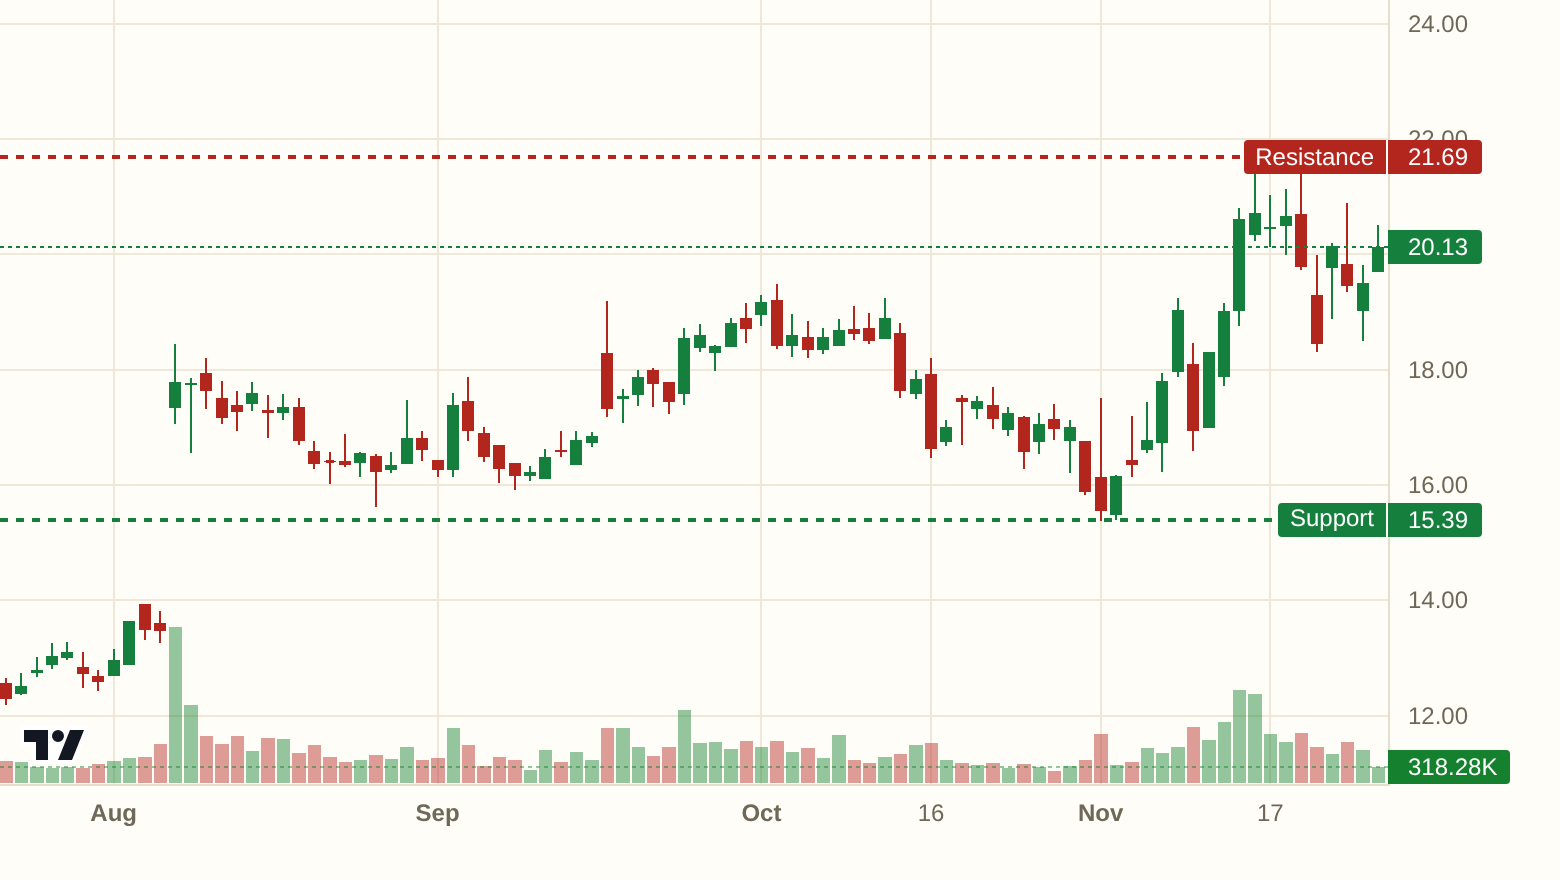 24.00
22.00
Resistance 21.69
20.13
18.00
16.00
Support 15.39
14.00
12.00
318.28K
Aug Sep Oct 16 Nov 17